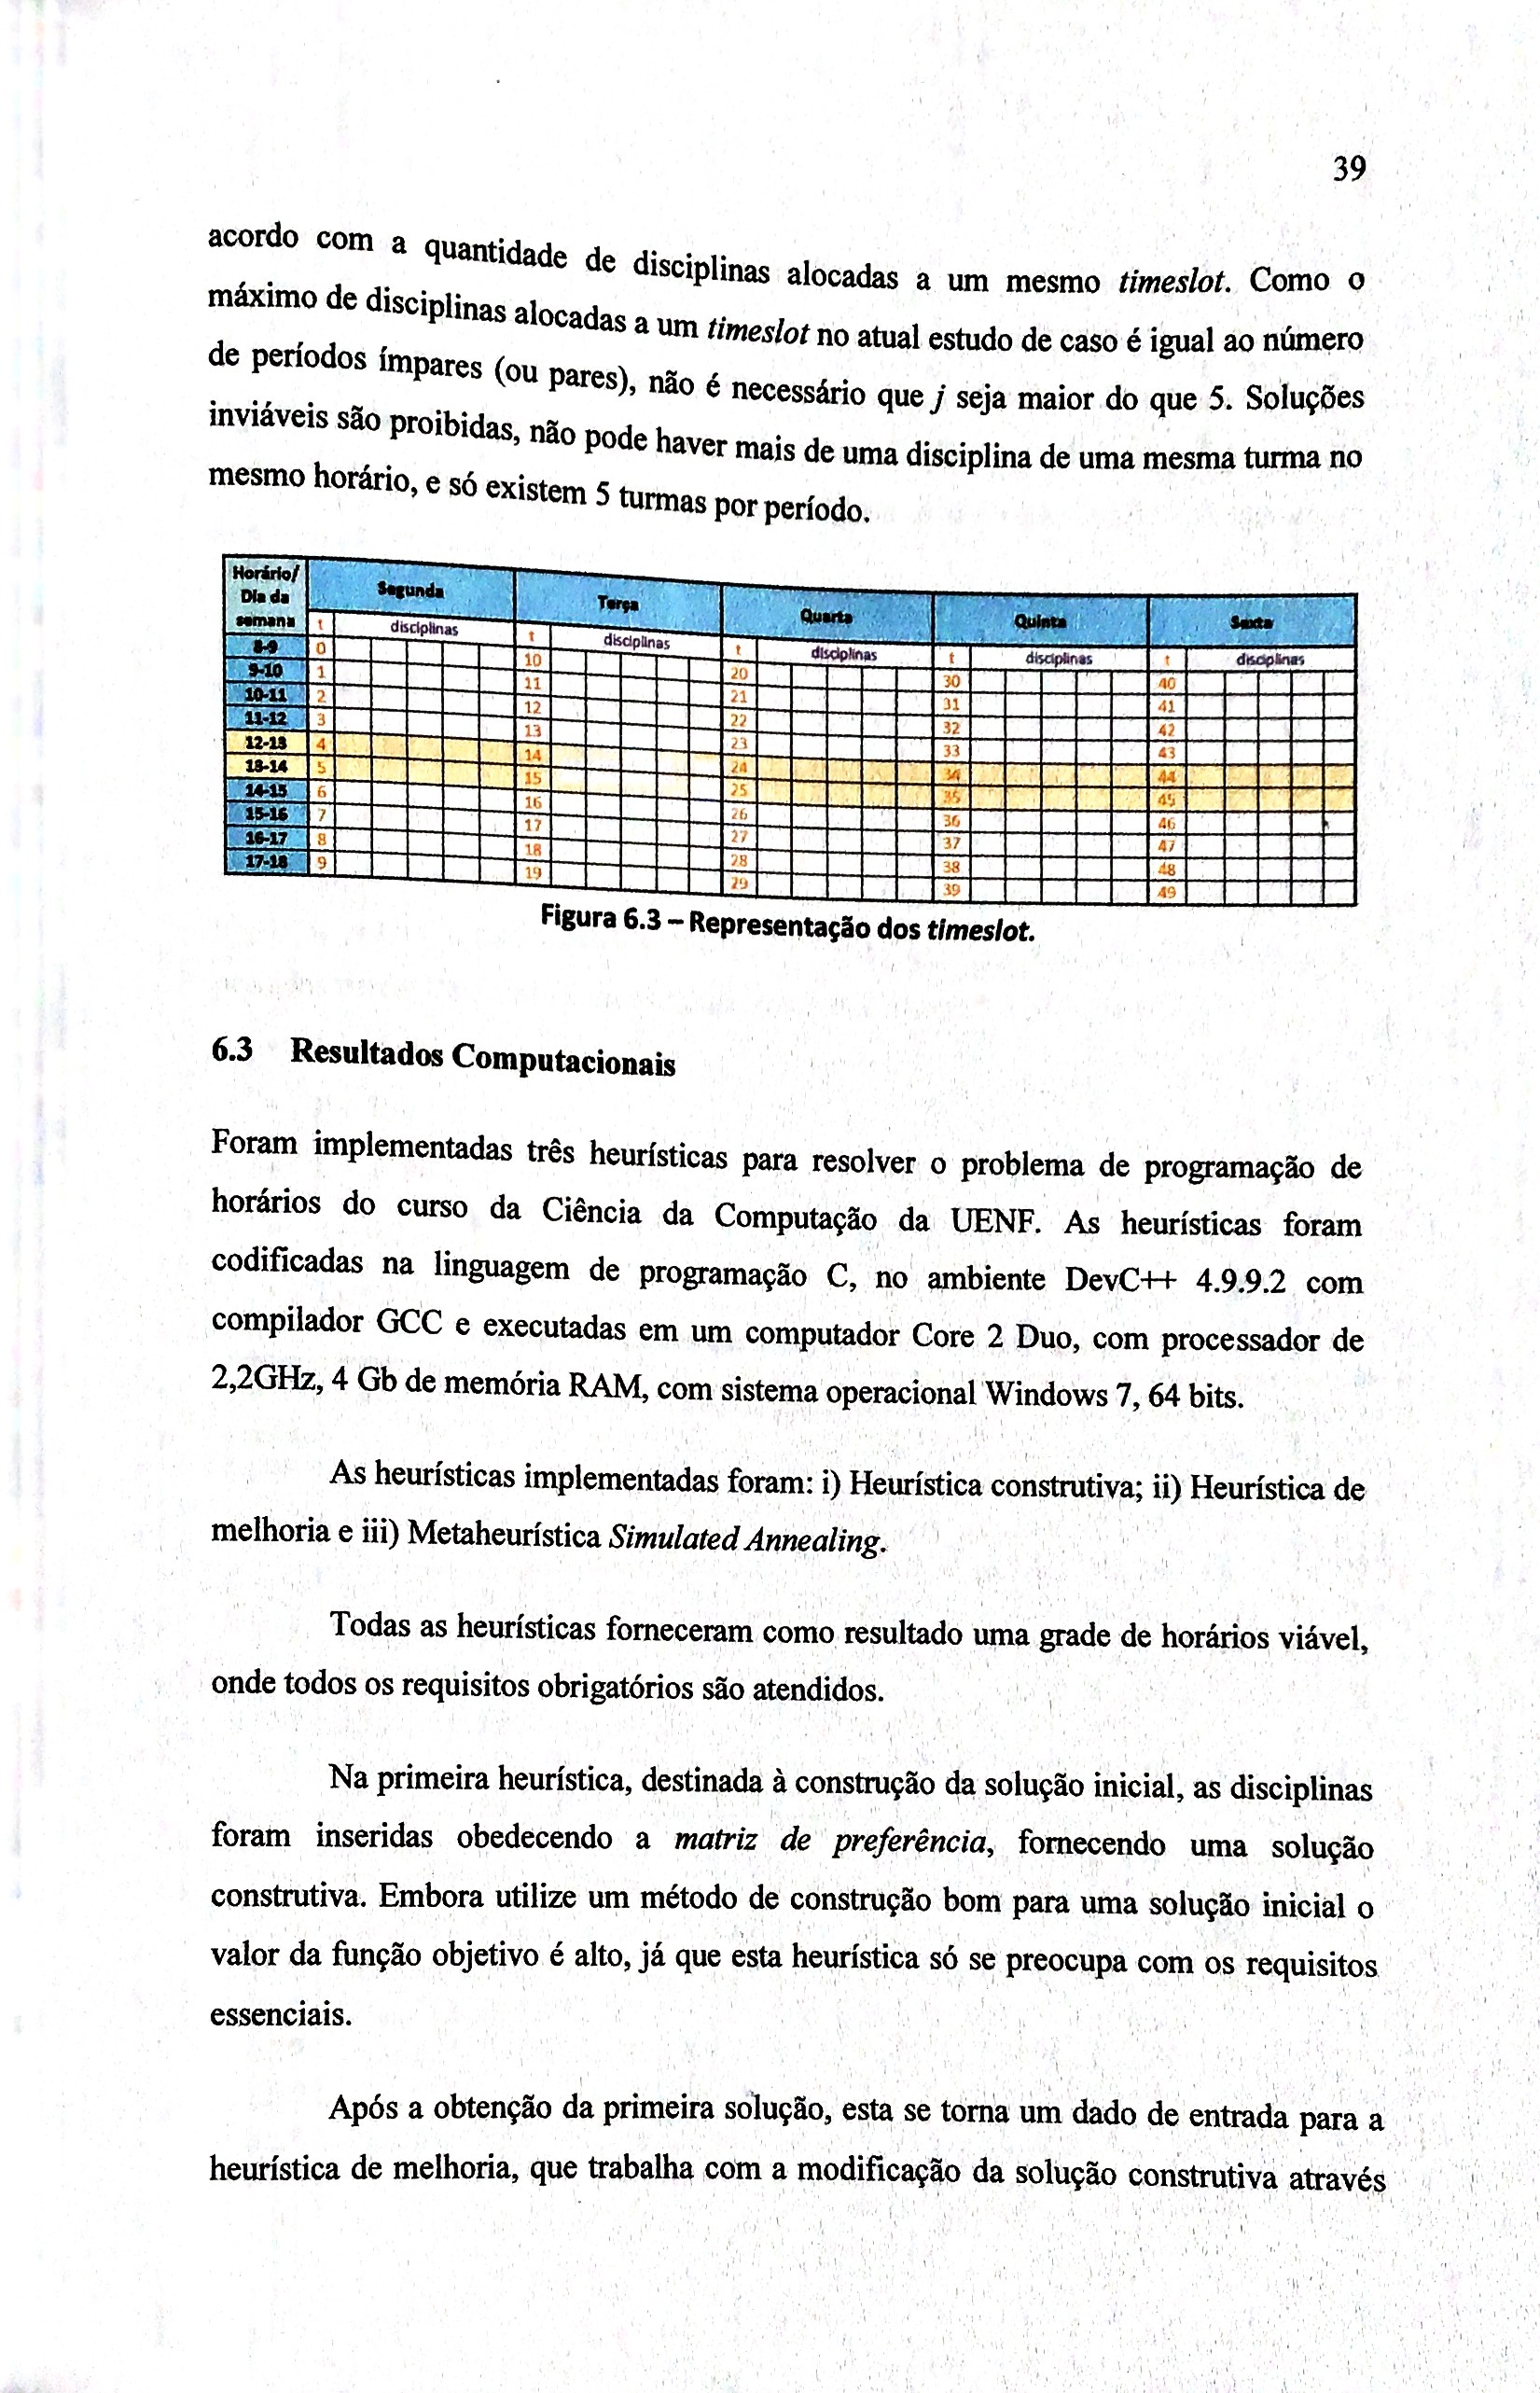 39
acordo com a quantidade de disciplinas alocadas a um mesmo timeslot. Como o
máximo de disciplinas alocadas a um timeslot no atual estudo de caso é igual ao número
de períodos ímpares (ou pares), não é necessário que j seja maior do que 5. Soluções
inviáveis são proibidas, não pode haver mais de uma disciplina de uma mesma turma no
mesmo horário, e só existem 5 turmas por período.
Horário/ Dia da semana Segunda Terça Quarta Quinta Sexta
t disciplinas t disciplinas t disciplinas t disciplinas t disciplinas
8-9 0 10 20 30 40
9-10 1 11 21 31 41
10-11 2 12 22 32 42
11-12 3 13 23 33 43
12-13 4 14 24 34 44
13-14 5 15 25 35 45
14-15 6 16 26 36 46
15-16 7 17 27 37 47
16-17 8 18 28 38 48
17-18 9 19 29 39 49
Figura 6.3 – Representação dos timeslot.
6.3 Resultados Computacionais
Foram implementadas três heurísticas para resolver o problema de programação de
horários do curso da Ciência da Computação da UENF. As heurísticas foram
codificadas na linguagem de programação C, no ambiente DevC++ 4.9.9.2 com
compilador GCC e executadas em um computador Core 2 Duo, com processador de
2,2GHz, 4 Gb de memória RAM, com sistema operacional Windows 7, 64 bits.
As heurísticas implementadas foram: i) Heurística construtiva; ii) Heurística de
melhoria e iii) Metaheurística Simulated Annealing.
Todas as heurísticas forneceram como resultado uma grade de horários viável,
onde todos os requisitos obrigatórios são atendidos.
Na primeira heurística, destinada à construção da solução inicial, as disciplinas
foram inseridas obedecendo a matriz de preferência, fornecendo uma solução
construtiva. Embora utilize um método de construção bom para uma solução inicial o
valor da função objetivo é alto, já que esta heurística só se preocupa com os requisitos
essenciais.
Após a obtenção da primeira solução, esta se torna um dado de entrada para a
heurística de melhoria, que trabalha com a modificação da solução construtiva através